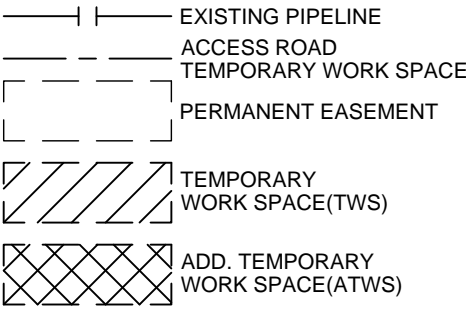 EXISTING PIPELINE
ACCESS ROAD
TEMPORARY WORK SPACE
PERMANENT EASEMENT
TEMPORARY
WORK SPACE(TWS)
ADD. TEMPORARY
WORK SPACE(ATWS)